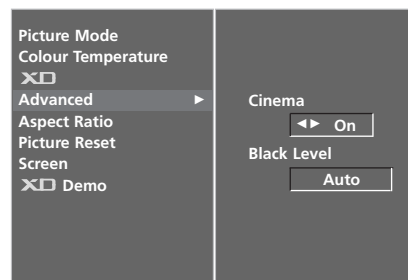 Picture Mode
Colour Temperature
XD
Advanced ►
Aspect Ratio
Picture Reset
Screen
XD Demo
Cinema
◄► On
Black Level
Auto